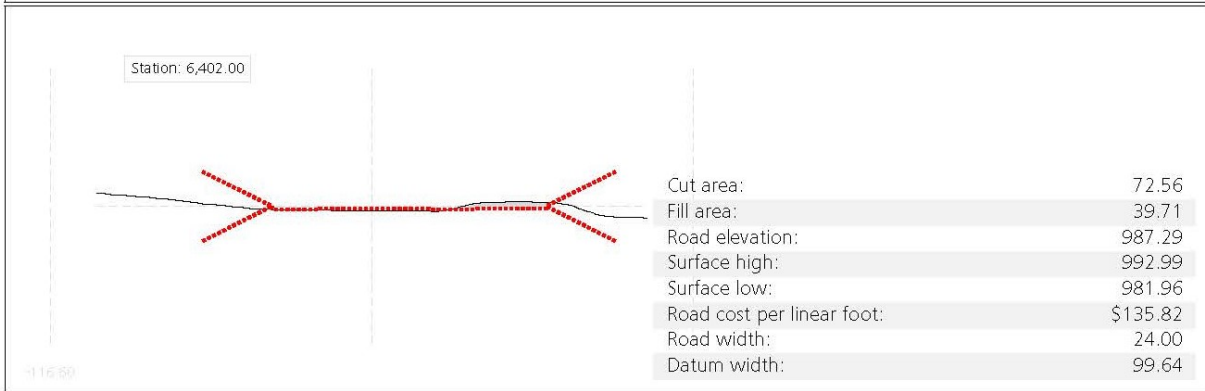 Station: 6,402.00
Cut area: 72.56
Fill area: 39.71
Road elevation: 987.29
Surface high: 992.99
Surface low: 981.96
Road cost per linear foot: $135.82
Road width: 24.00
Datum width: 99.64
-116.60